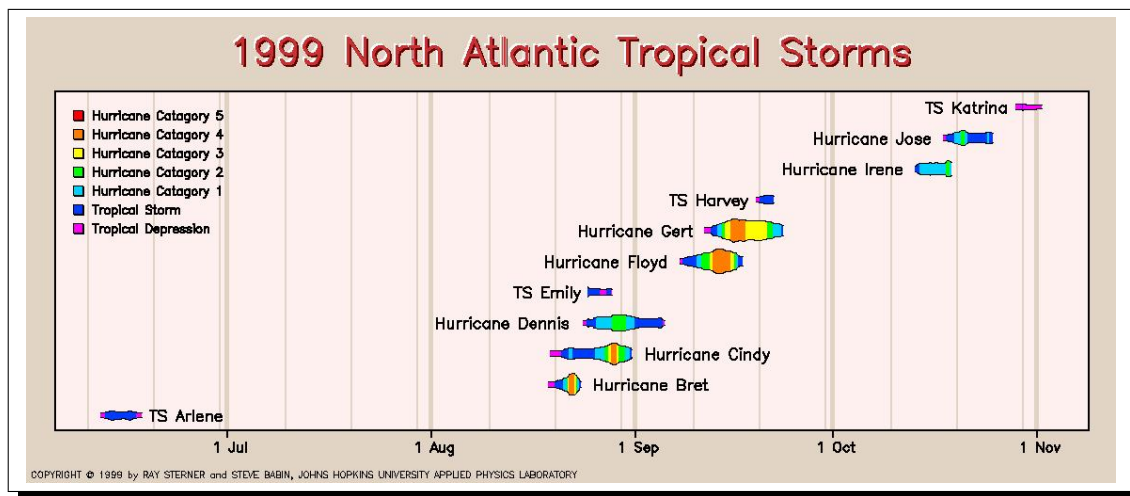 1999 North Atlantic Tropical Storms
Hurricane Catagory 5
Hurricane Catagory 4
Hurricane Catagory 3
Hurricane Catagory 2
Hurricane Catagory 1
Tropical Storm
Tropical Depression
TS Katrina
Hurricane Jose
Hurricane Irene
TS Harvey
Hurricane Gert
Hurricane Floyd
TS Emily
Hurricane Dennis
Hurricane Cindy
Hurricane Bret
TS Arlene
1 Jul 1 Aug 1 Sep 1 Oct 1 Nov
COPYRIGHT © 1999 by RAY STERNER and STEVE BABIN, JOHNS HOPKINS UNIVERSITY APPLIED PHYSICS LABORATORY